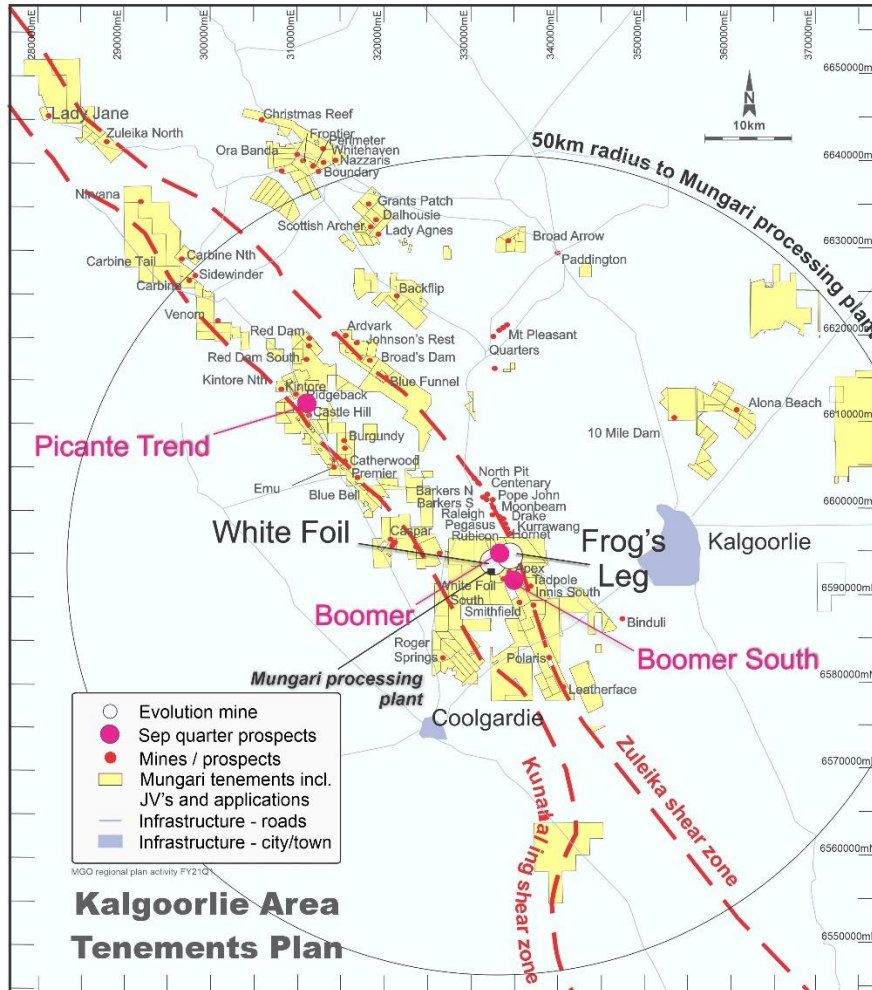 280000mE
290000mE
300000mE
310000mE
320000mE
330000mE
340000mE
350000mE
360000mE
370000mE
6650000mN
6640000mN
6630000mN
6620000mN
6610000mN
6600000mN
6590000mN
6580000mN
6570000mN
6560000mN
6550000mN
N
10km
50km radius to Mungari processing plant
Lady Jane
Zuleika North
Christmas Reef
Frontier
Perimeter
Ora Banda
Whitehaven
Nazzaris
Boundary
Nirvana
Grants Patch
Dalhousie
Scottish Archer
Lady Agnes
Broad Arrow
Paddington
Carbine Nth
Carbine Tail
Sidewinder
Carbine
Backflip
Venom
Red Dam
Ardvark
Johnson's Rest
Mt Pleasant
Red Dam South
Broad's Dam
Quarters
Kintore Nth
Kintore
Blue Funnel
Ridgeback
Castle Hill
Alona Beach
Picante Trend
10 Mile Dam
Burgundy
Catherwood
Emu
Premier
Blue Bell
North Pit
Centenary
Barkers N
Pope John
Barkers S
Moonbeam
Raleigh
Drake
Pegasus
Kurrawang
Rubicon
Hornet
Caspar
White Foil
Frog's
Leg
Kalgoorlie
Apex
White Foil
South
Tadpole
Innis South
Boomer
Smithfield
Binduli
Roger
Springs
Polaris
Boomer South
Mungari processing
plant
Leatherface
Coolgardie
Kunanaling shear zone
Zuleika shear zone
Evolution mine
Sep quarter prospects
Mines / prospects
Mungari tenements incl.
JV's and applications
Infrastructure - roads
Infrastructure - city/town
MGO regional plan activity FY21Q1
Kalgoorlie Area
Tenements Plan